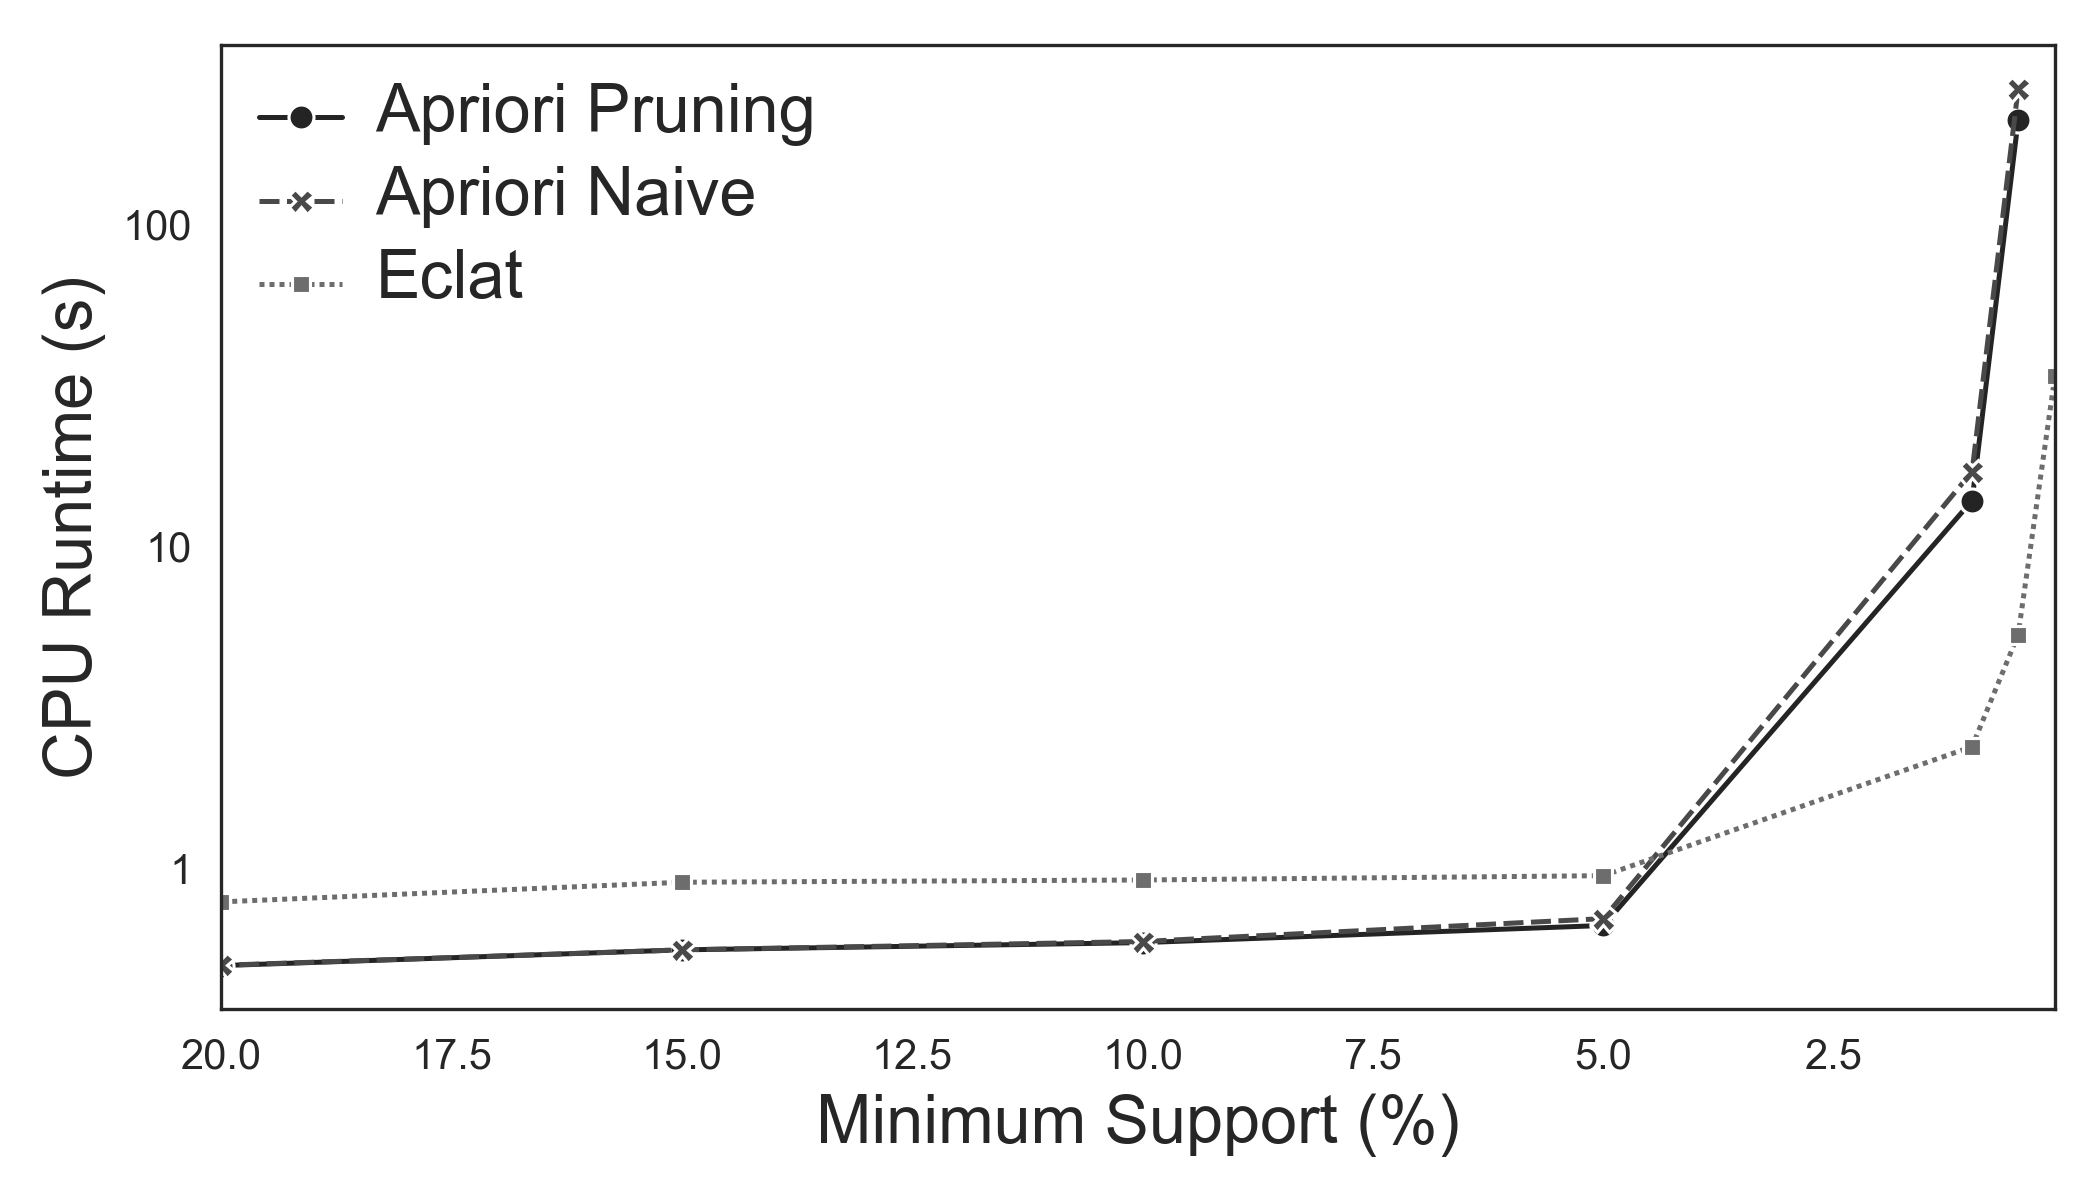 Apriori Pruning
Apriori Naive
Eclat
100
10
1
CPU Runtime (s)
20.0 17.5 15.0 12.5 10.0 7.5 5.0 2.5
Minimum Support (%)